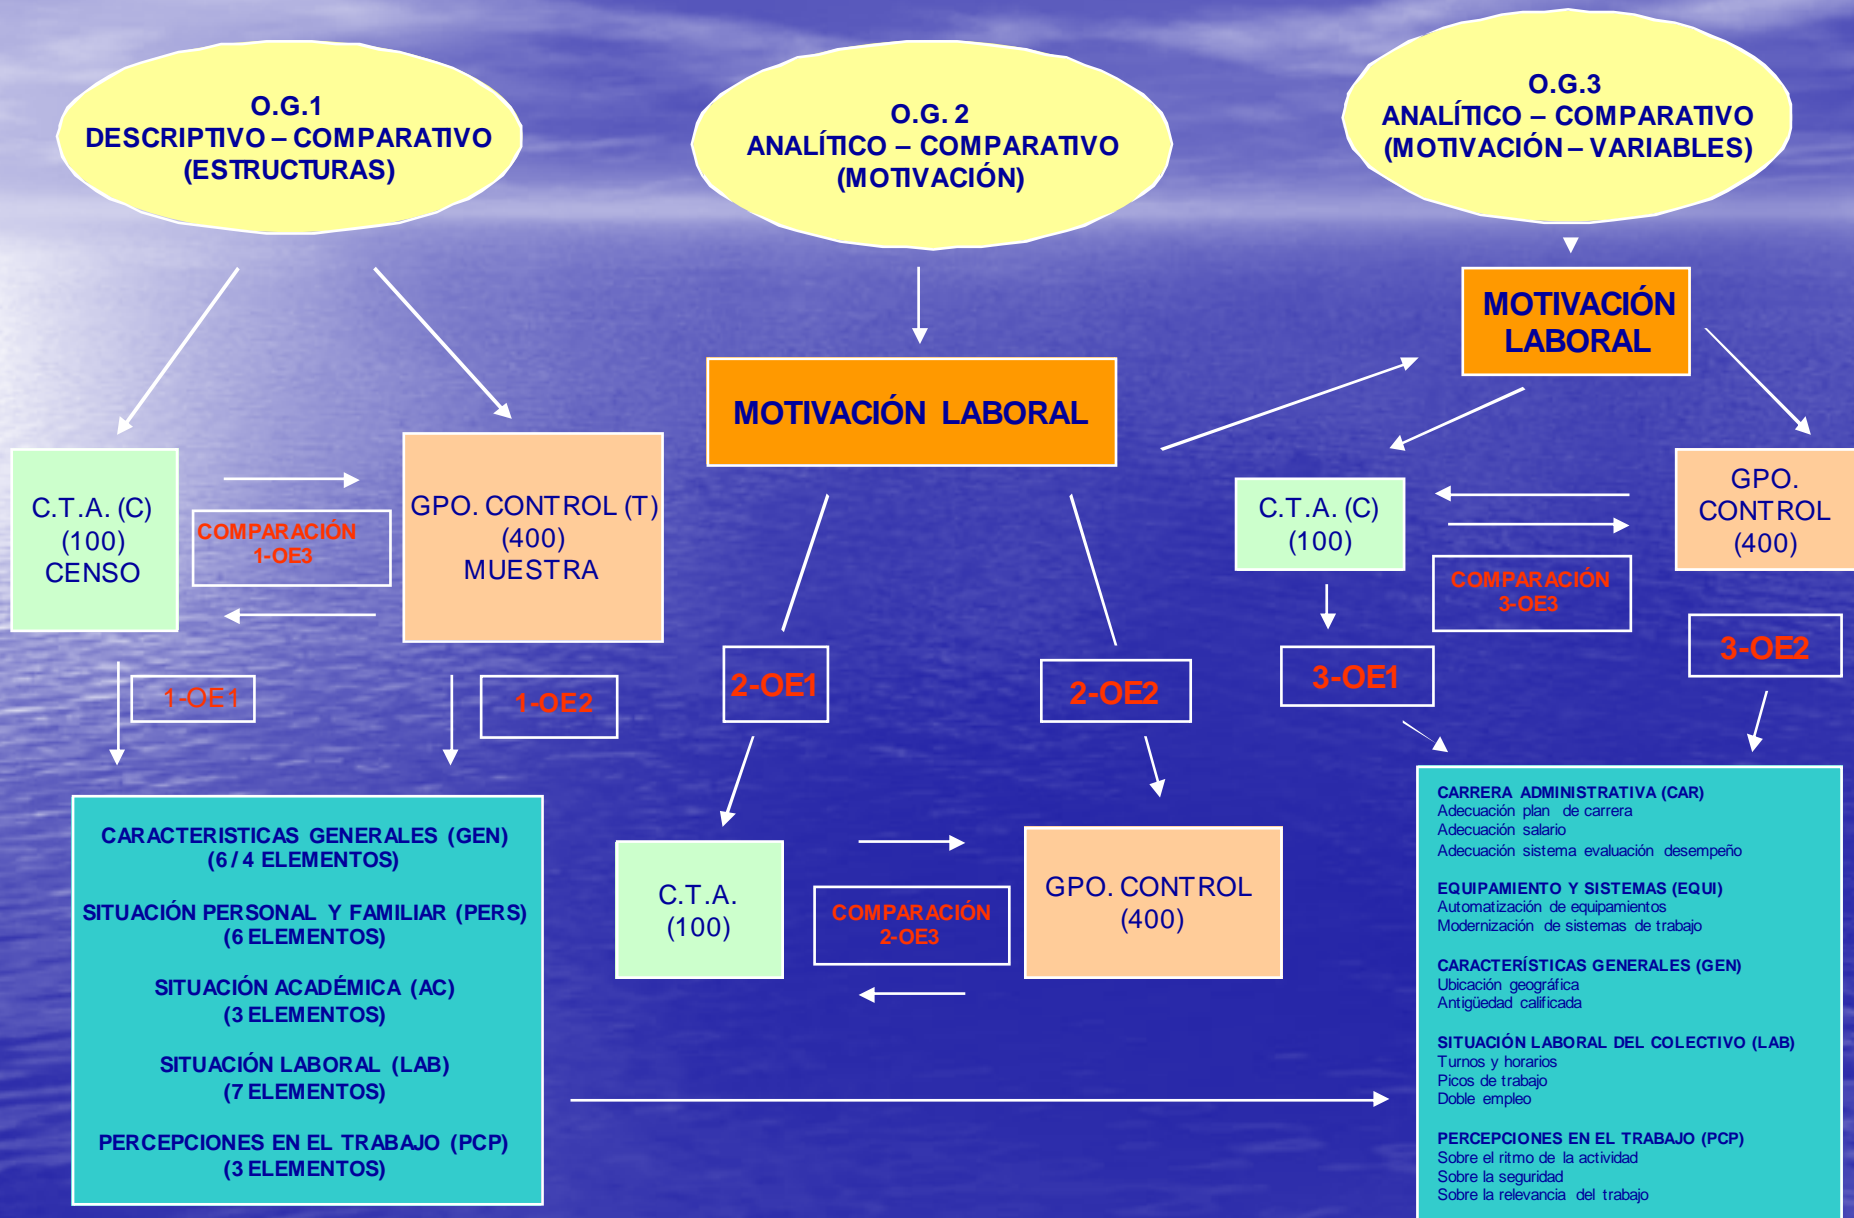 O.G.1
DESCRIPTIVO – COMPARATIVO
(ESTRUCTURAS)
O.G. 2
ANALÍTICO – COMPARATIVO
(MOTIVACIÓN)
O.G.3
ANALÍTICO – COMPARATIVO
(MOTIVACIÓN – VARIABLES)
C.T.A. (C)
(100)
CENSO
COMPARACIÓN
1-OE3
GPO. CONTROL (T)
(400)
MUESTRA
1-OE1
1-OE2
CARACTERISTICAS GENERALES (GEN)
(6 / 4 ELEMENTOS)
SITUACIÓN PERSONAL Y FAMILIAR (PERS)
(6 ELEMENTOS)
SITUACIÓN ACADÉMICA (AC)
(3 ELEMENTOS)
SITUACIÓN LABORAL (LAB)
(7 ELEMENTOS)
PERCEPCIONES EN EL TRABAJO (PCP)
(3 ELEMENTOS)
MOTIVACIÓN LABORAL
2-OE1
2-OE2
C.T.A.
(100)
COMPARACIÓN
2-OE3
GPO. CONTROL
(400)
MOTIVACIÓN
LABORAL
C.T.A. (C)
(100)
COMPARACIÓN
3-OE3
GPO.
CONTROL
(400)
3-OE1
3-OE2
CARRERA ADMINISTRATIVA (CAR)
Adecuación plan de carrera
Adecuación salario
Adecuación sistema evaluación desempeño
EQUIPAMIENTO Y SISTEMAS (EQUI)
Automatización de equipamientos
Modernización de sistemas de trabajo
CARACTERÍSTICAS GENERALES (GEN)
Ubicación geográfica
Antigüedad calificada
SITUACIÓN LABORAL DEL COLECTIVO (LAB)
Turnos y horarios
Picos de trabajo
Doble empleo
PERCEPCIONES EN EL TRABAJO (PCP)
Sobre el ritmo de la actividad
Sobre la seguridad
Sobre la relevancia del trabajo